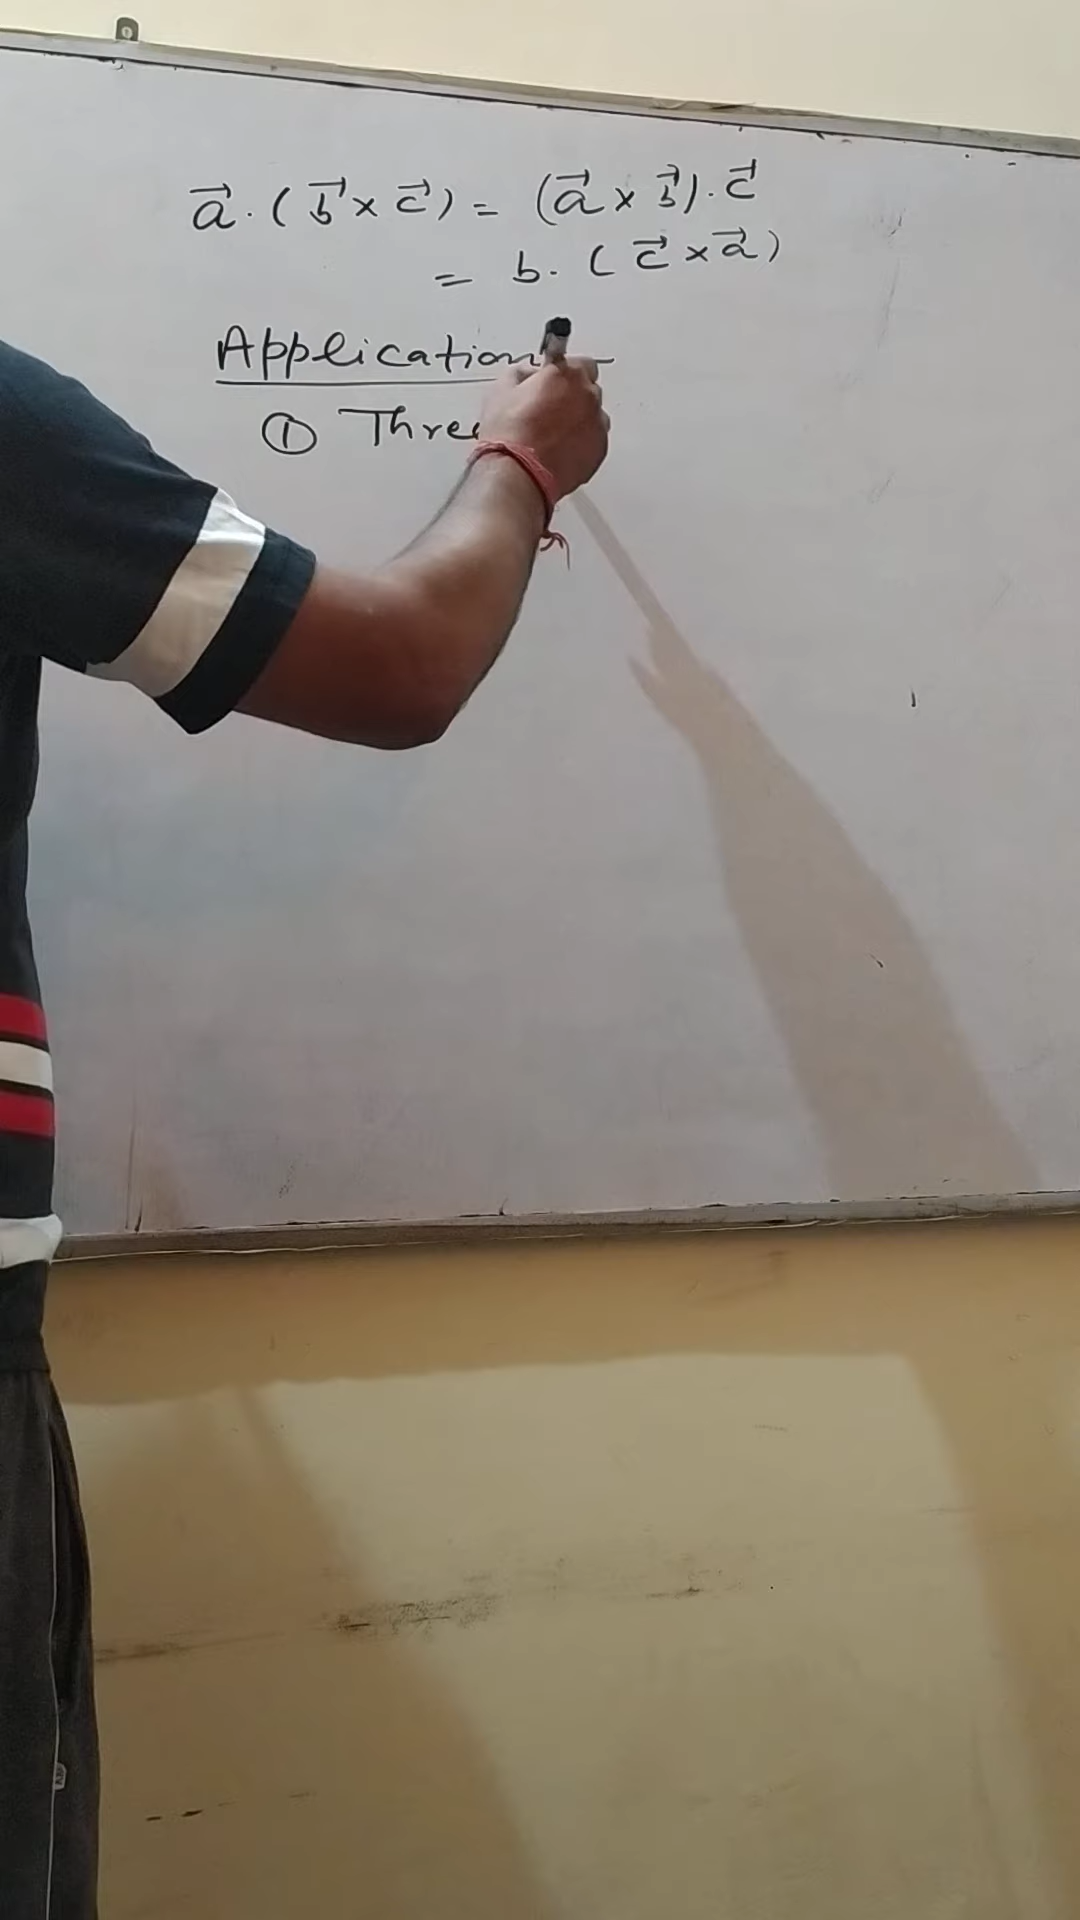 a⃗ . ( b⃗ × c⃗ ) = ( a⃗ × b⃗ ) . c⃗
= b . ( c⃗ × a⃗ )
Application
① Three